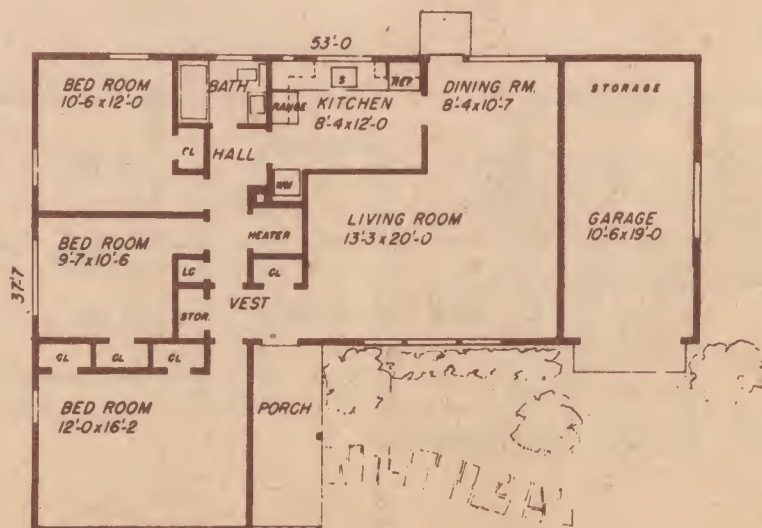 53'-0
BED ROOM
10'-6 x 12'-0
BATH
S
REF
RANGE
KITCHEN
8'-4 x 12'-0
DINING RM.
8'-4 x 10'-7
STORAGE
CL
HALL
WM
HEATER
LIVING ROOM
13'-3 x 20'-0
GARAGE
10'-6 x 19'-0
BED ROOM
9'-7 x 10'-6
37'-7
LC
CL
STOR.
VEST
CL
CL
CL
BED ROOM
12'-0 x 16'-2
PORCH